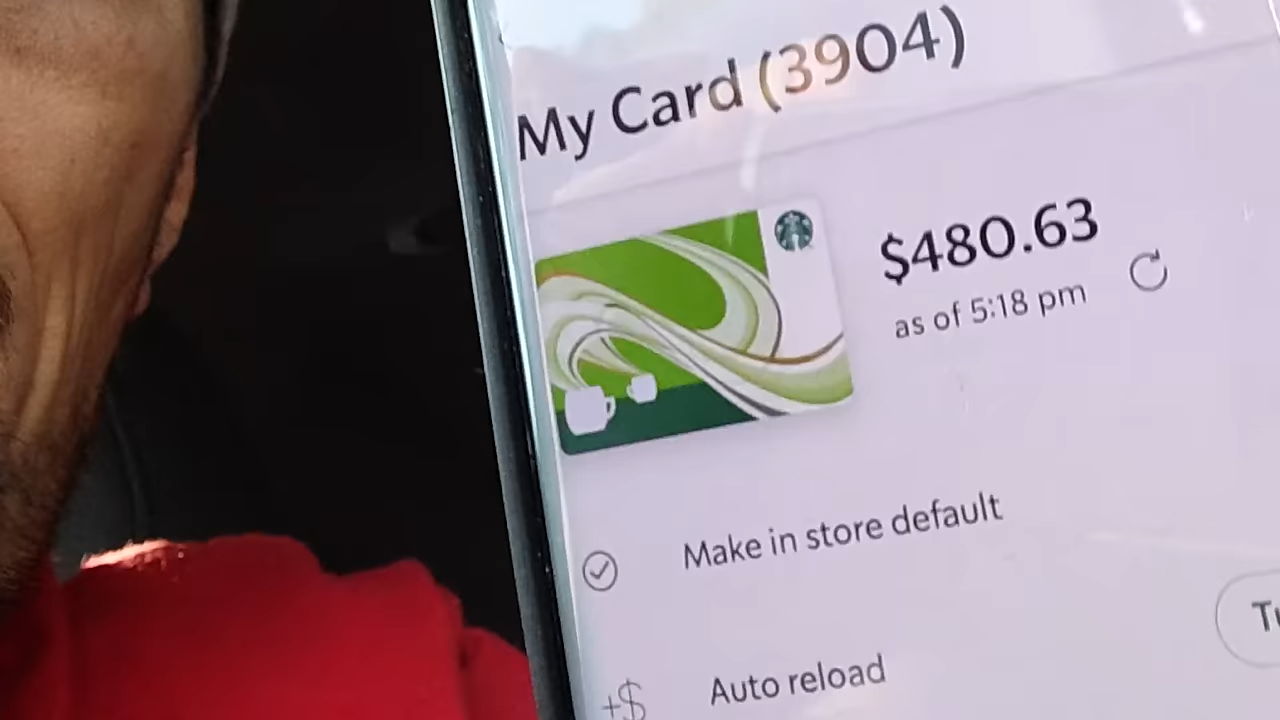 My Card (3904)
$480.63
as of 5:18 pm
Make in store default
Auto reload
+$